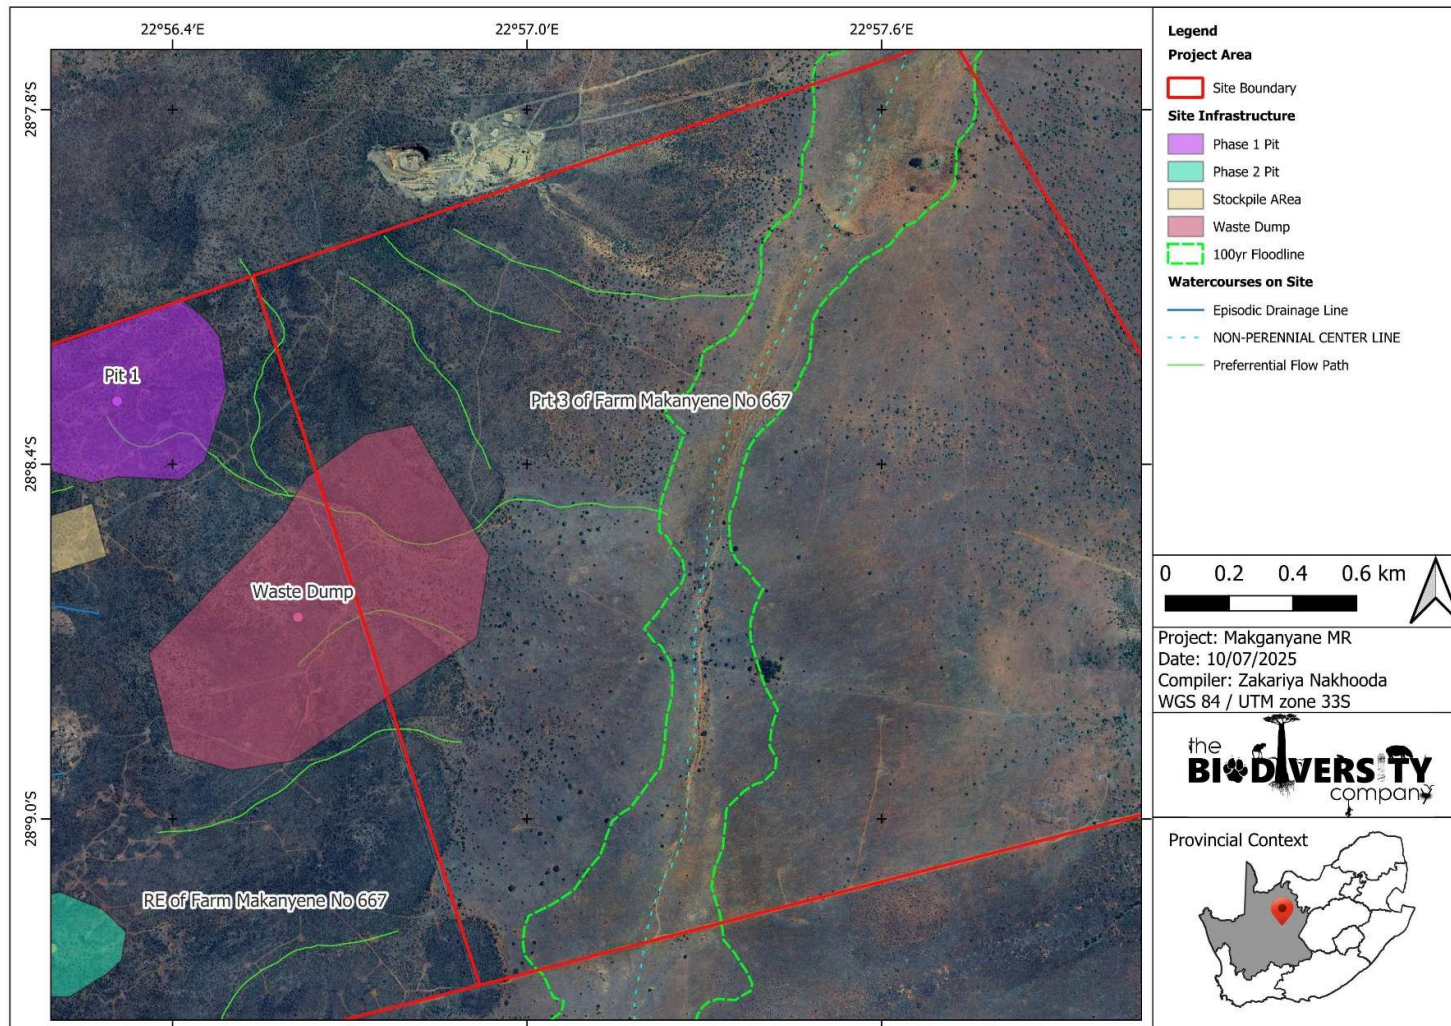 22°56.4'E
22°57.0'E
22°57.6'E
28°7.8'S
28°8.4'S
28°9.0'S
Pit 1
Prt 3 of Farm Makanyene No 667
Waste Dump
RE of Farm Makanyene No 667
Legend
Project Area
Site Boundary
Site Infrastructure
Phase 1 Pit
Phase 2 Pit
Stockpile ARea
Waste Dump
100yr Floodline
Watercourses on Site
Episodic Drainage Line
NON-PERENNIAL CENTER LINE
Preferrential Flow Path
0 0.2 0.4 0.6 km
Project: Makganyane MR
Date: 10/07/2025
Compiler: Zakariya Nakhooda
WGS 84 / UTM zone 33S
the
BIODIVERSITY
company
Provincial Context